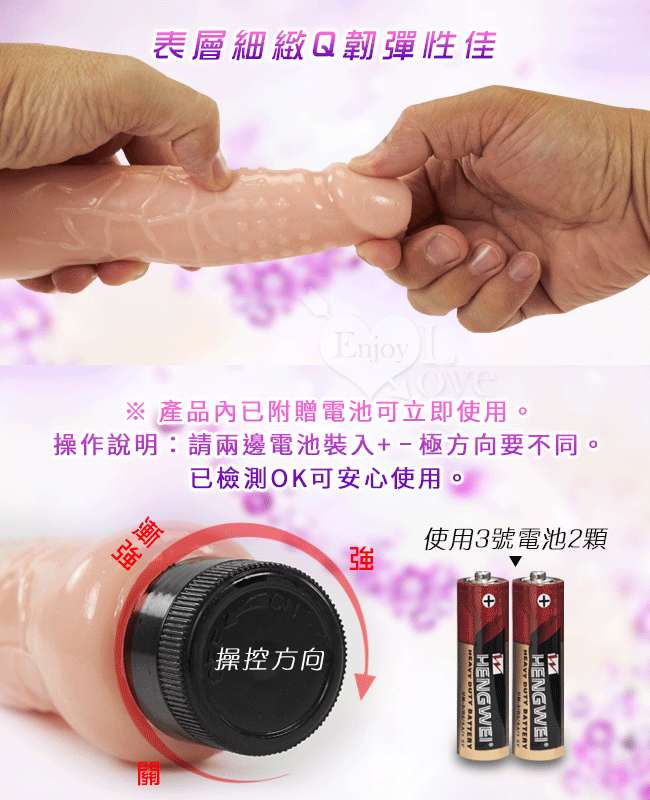 表層細緻Q韌彈性佳
Enjoy Love
※ 產品內已附贈電池可立即使用。
操作說明：請兩邊電池裝入+－極方向要不同。
已檢測OK可安心使用。
漸強
強
使用3號電池2顆
操控方向
HENGWEI
HEAVY DUTY BATTERY
HENGWEI
HEAVY DUTY BATTERY
關